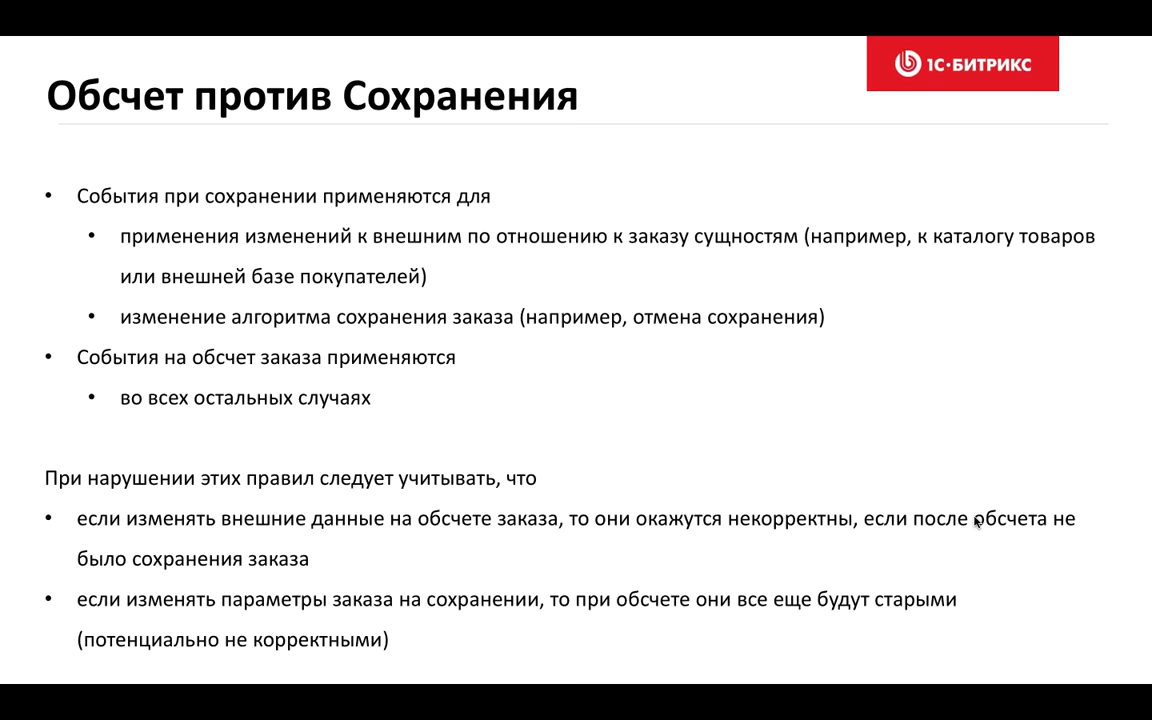 1С·БИТРИКС
Обсчет против Сохранения
• События при сохранении применяются для
• применения изменений к внешним по отношению к заказу сущностям (например, к каталогу товаров
или внешней базе покупателей)
• изменение алгоритма сохранения заказа (например, отмена сохранения)
• События на обсчет заказа применяются
• во всех остальных случаях
При нарушении этих правил следует учитывать, что
• если изменять внешние данные на обсчете заказа, то они окажутся некорректны, если после обсчета не
было сохранения заказа
• если изменять параметры заказа на сохранении, то при обсчете они все еще будут старыми
(потенциально не корректными)